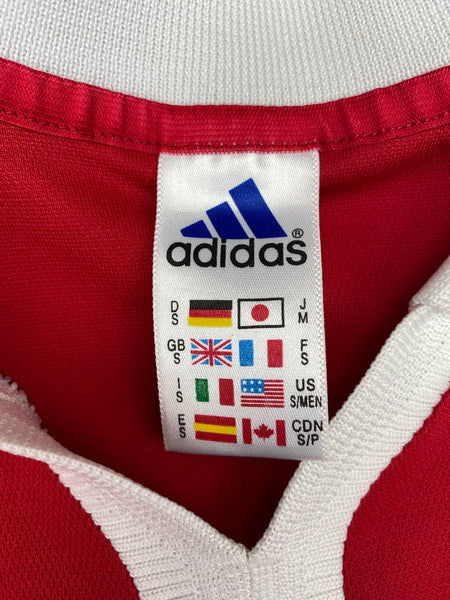 adidas®
D S J M
GB S F S
I S US S/MEN
E S CDN S/P